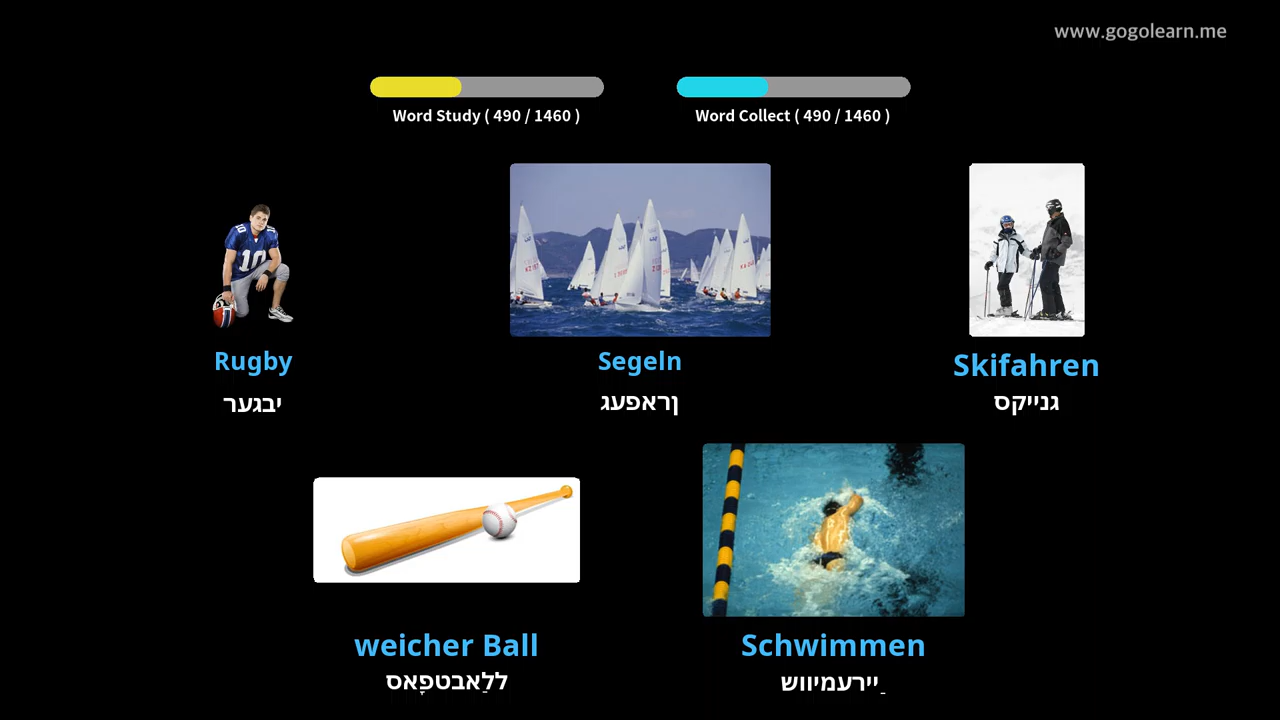 www.gogolearn.me
Word Study ( 490 / 1460 )
Word Collect ( 490 / 1460 )
Rugby
יבגער
Segeln
ןראפעג
Skifahren
גנייקס
weicher Ball
ללַאבטפָאס
Schwimmen
ַיירעמיווש